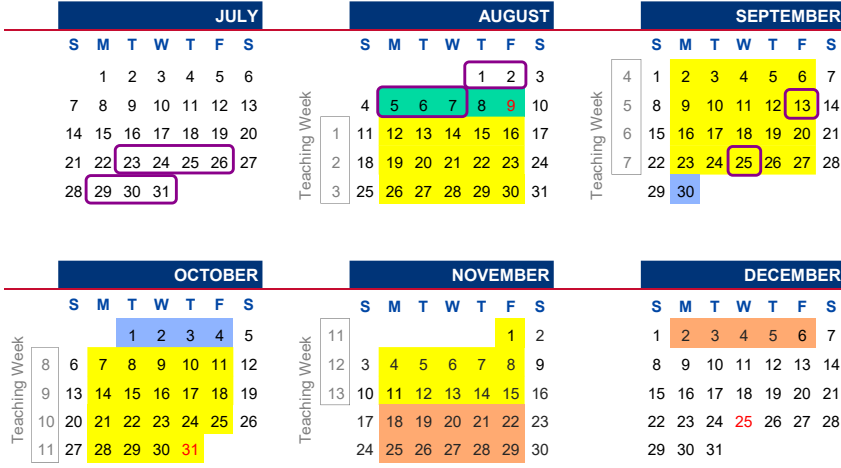 JULY
S M T W T F S
1 2 3 4 5 6
7 8 9 10 11 12 13
14 15 16 17 18 19 20
21 22 23 24 25 26 27
28 29 30 31
AUGUST
S M T W T F S
Teaching Week
1 2 3
4 5 6 7 8 9 10
1 11 12 13 14 15 16 17
2 18 19 20 21 22 23 24
3 25 26 27 28 29 30 31
SEPTEMBER
S M T W T F S
Teaching Week
4 1 2 3 4 5 6 7
5 8 9 10 11 12 13 14
6 15 16 17 18 19 20 21
7 22 23 24 25 26 27 28
29 30
OCTOBER
S M T W T F S
Teaching Week
1 2 3 4 5
8 6 7 8 9 10 11 12
9 13 14 15 16 17 18 19
10 20 21 22 23 24 25 26
11 27 28 29 30 31
NOVEMBER
S M T W T F S
Teaching Week
11 1 2
12 3 4 5 6 7 8 9
13 10 11 12 13 14 15 16
17 18 19 20 21 22 23
24 25 26 27 28 29 30
DECEMBER
S M T W T F S
1 2 3 4 5 6 7
8 9 10 11 12 13 14
15 16 17 18 19 20 21
22 23 24 25 26 27 28
29 30 31